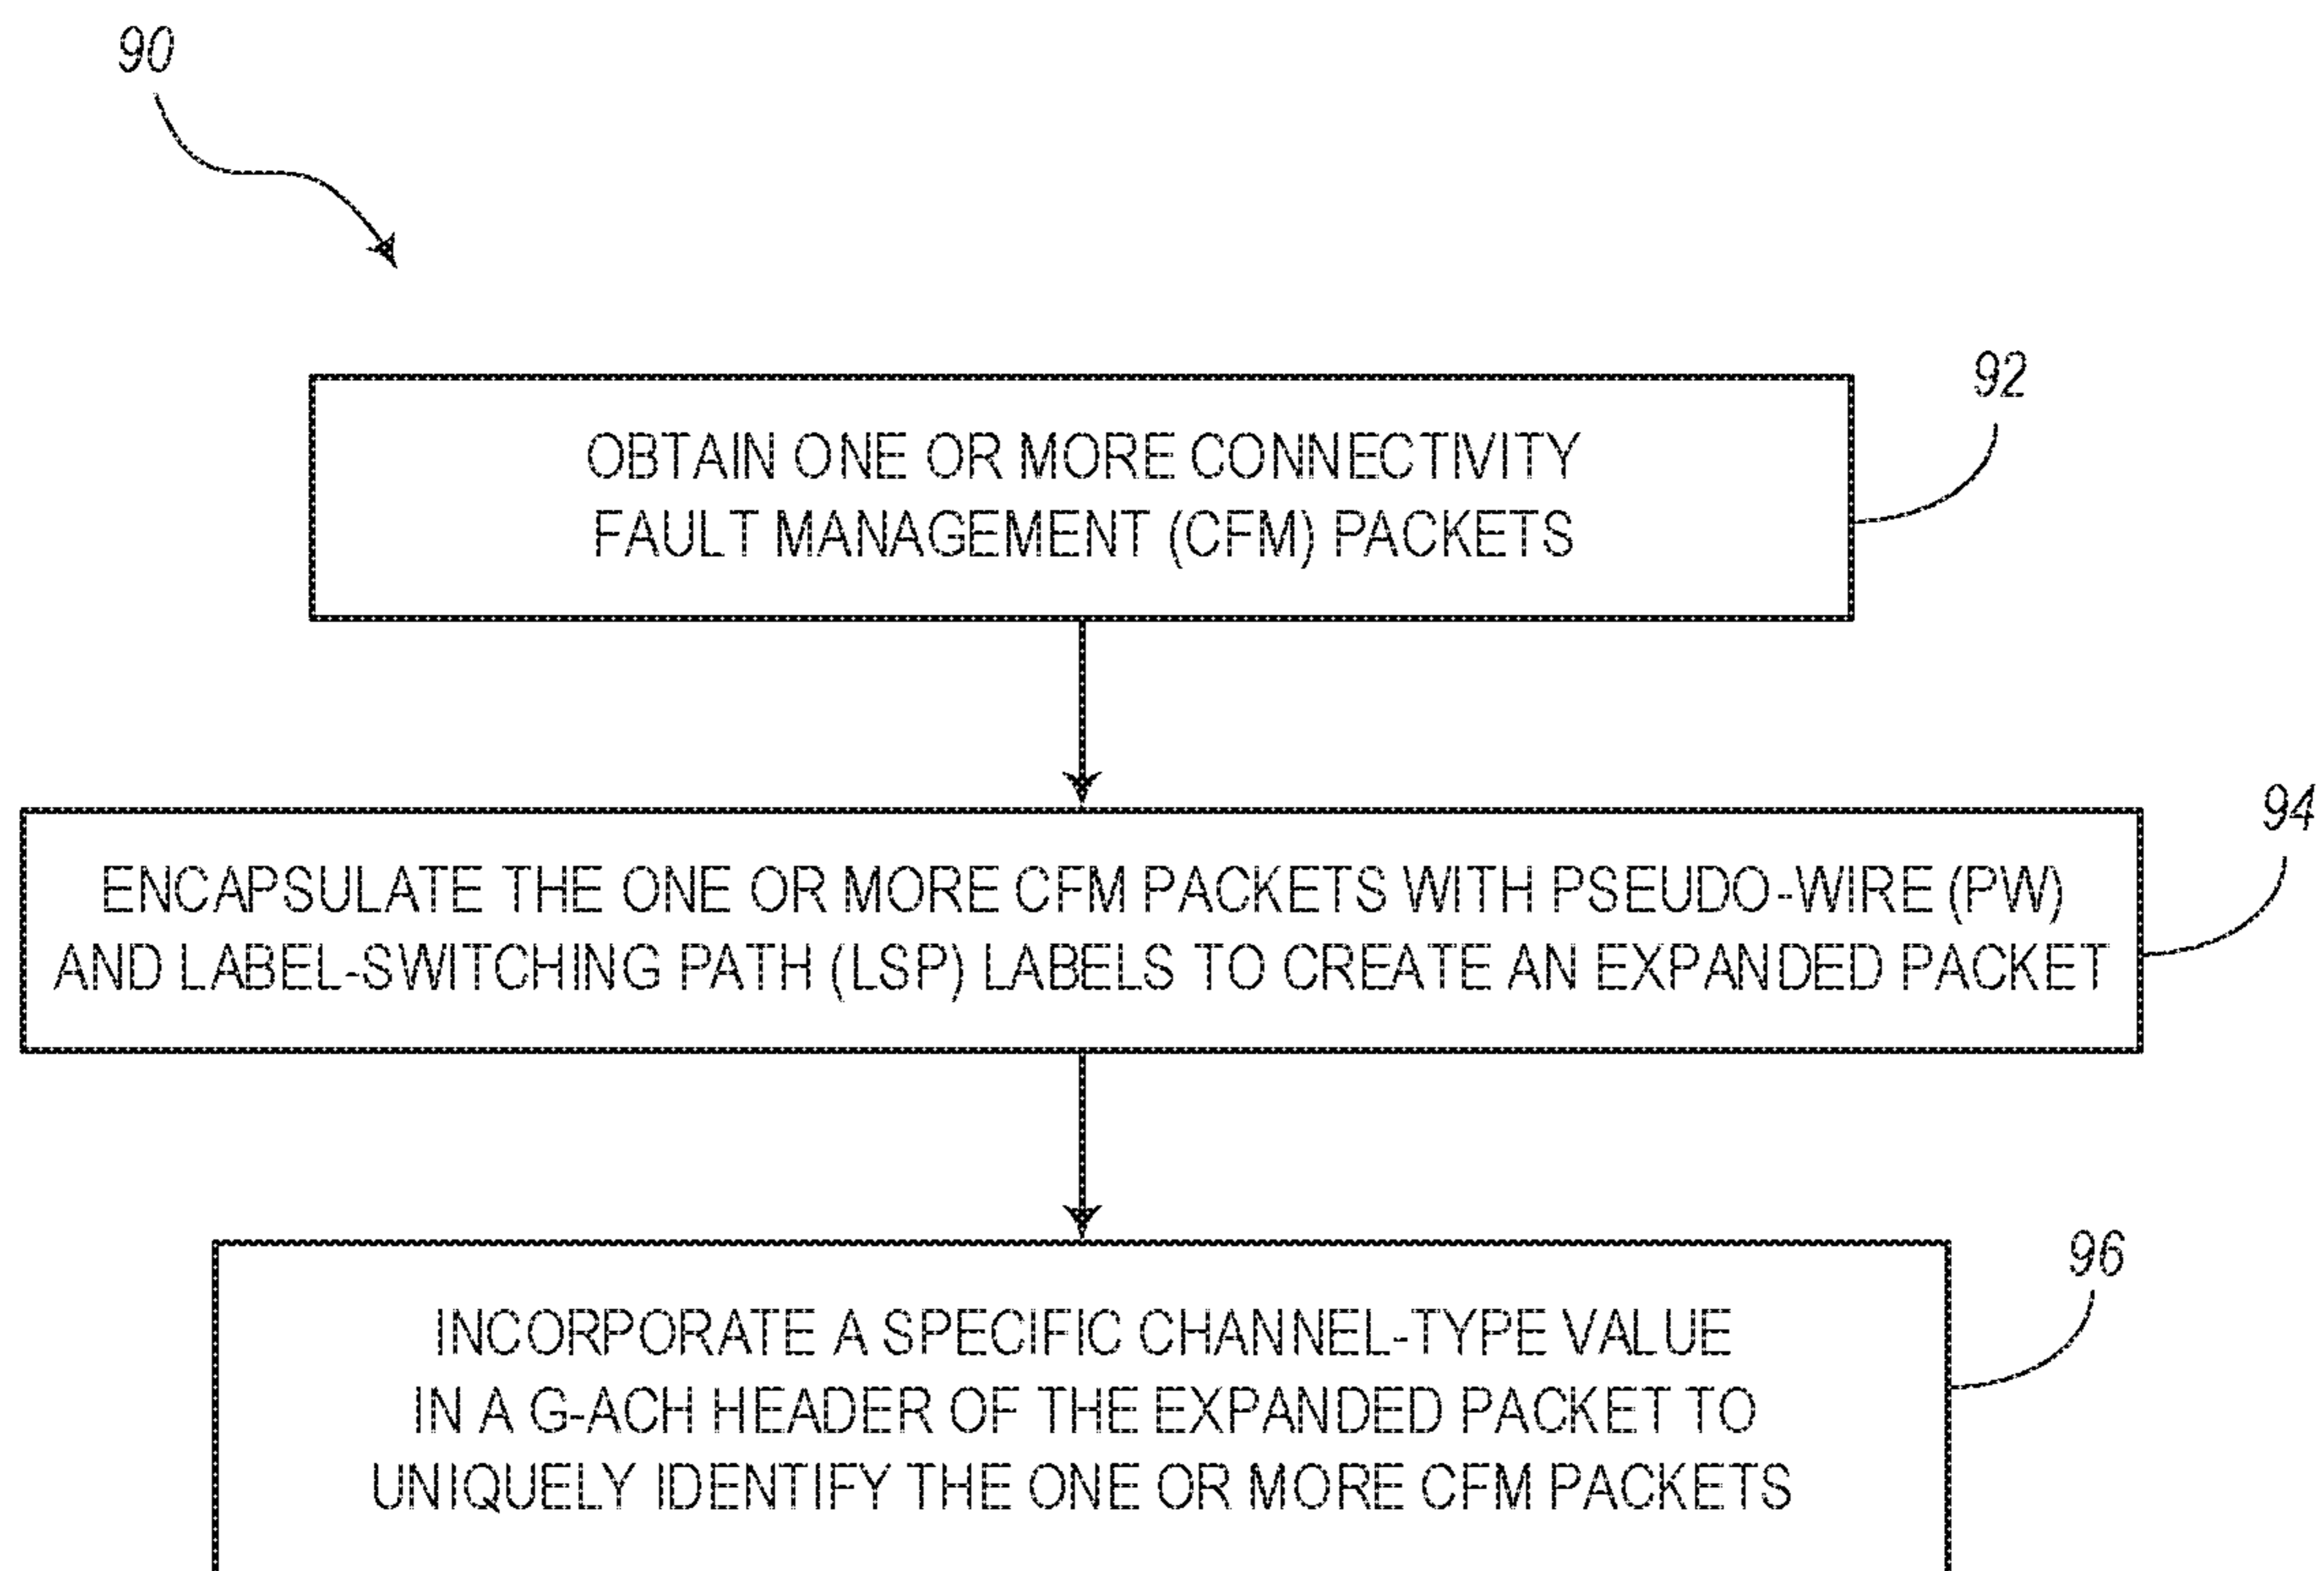 90
92
OBTAIN ONE OR MORE CONNECTIVITY
FAULT MANAGEMENT (CFM) PACKETS
94
ENCAPSULATE THE ONE OR MORE CFM PACKETS WITH PSEUDO-WIRE (PW)
AND LABEL-SWITCHING PATH (LSP) LABELS TO CREATE AN EXPANDED PACKET
96
INCORPORATE A SPECIFIC CHANNEL-TYPE VALUE
IN A G-ACH HEADER OF THE EXPANDED PACKET TO
UNIQUELY IDENTIFY THE ONE OR MORE CFM PACKETS